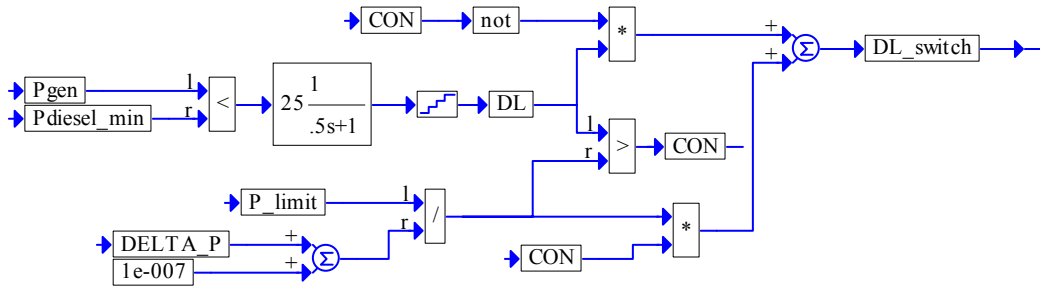 CON
not
*
+
Σ
+
DL_switch
Pgen
l
r
<
Pdiesel_min
25
1
.5s+1
DL
l
r
>
CON
P_limit
l
r
/
*
DELTA_P
+
Σ
+
1e-007
CON